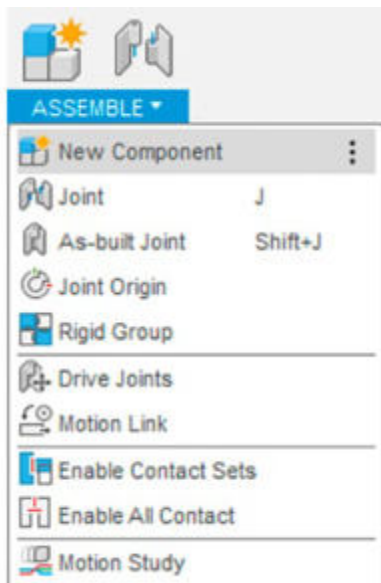 ASSEMBLE
New Component
Joint J
As-built Joint Shift+J
Joint Origin
Rigid Group
Drive Joints
Motion Link
Enable Contact Sets
Enable All Contact
Motion Study